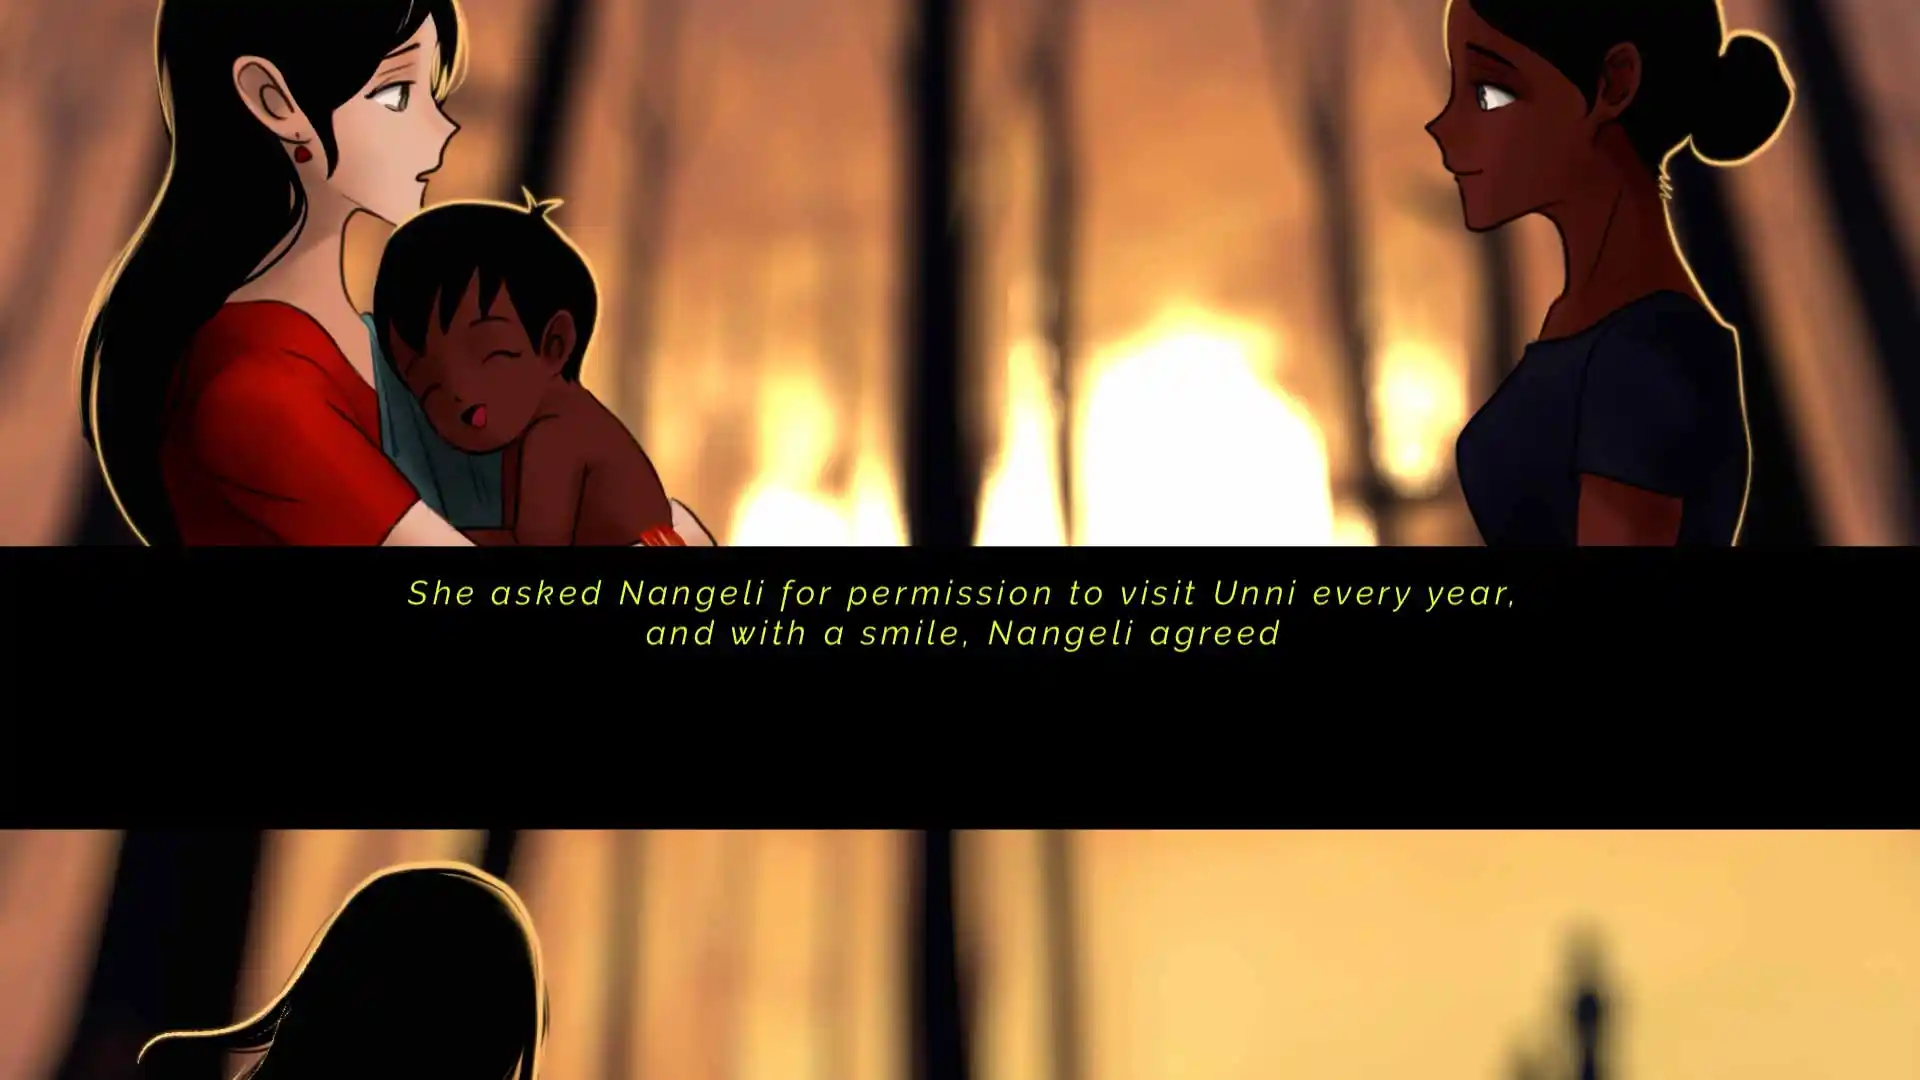 She asked Nangeli for permission to visit Unni every year,
and with a smile, Nangeli agreed